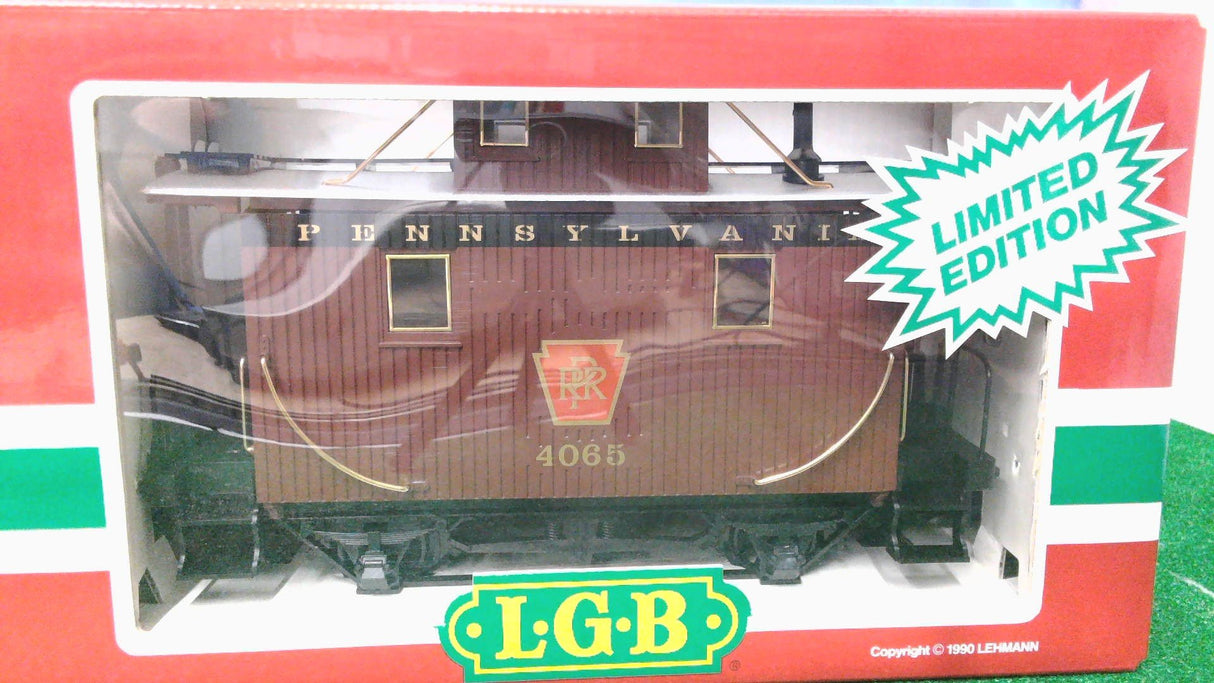 LIMITED
EDITION
PENNSYLVANI
PRR
4065
L·G·B
®
Copyright © 1990 LEHMANN